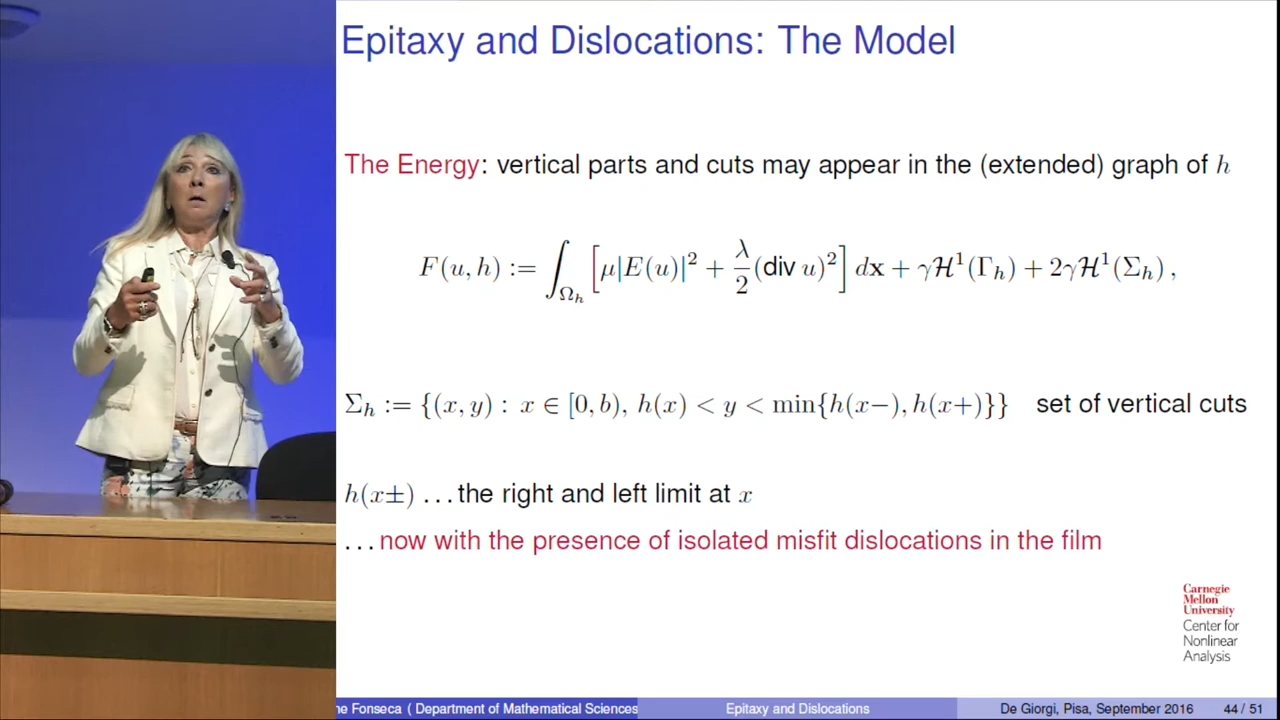 Epitaxy and Dislocations: The Model
The Energy: vertical parts and cuts may appear in the (extended) graph of h
F(u, h) := ∫_{Ω_h} [μ|E(u)|² + λ/2 (div u)²] dx + γℋ¹(Γ_h) + 2γℋ¹(Σ_h) ,
Σ_h := {(x, y) : x ∈ [0, b), h(x) < y < min{h(x−), h(x+)}} set of vertical cuts
h(x±) . . . the right and left limit at x
. . . now with the presence of isolated misfit dislocations in the film
Carnegie
Mellon
University
Center for
Nonlinear
Analysis
ne Fonseca ( Department of Mathematical Sciences
Epitaxy and Dislocations
De Giorgi, Pisa, September 2016 44 / 51